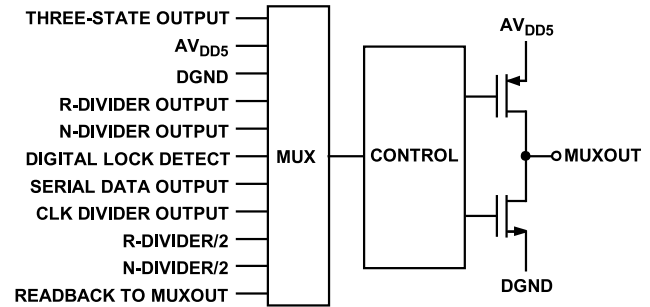 THREE-STATE OUTPUT
AVDD5
DGND
R-DIVIDER OUTPUT
N-DIVIDER OUTPUT
DIGITAL LOCK DETECT
SERIAL DATA OUTPUT
CLK DIVIDER OUTPUT
R-DIVIDER/2
N-DIVIDER/2
READBACK TO MUXOUT
MUX
CONTROL
AVDD5
MUXOUT
DGND